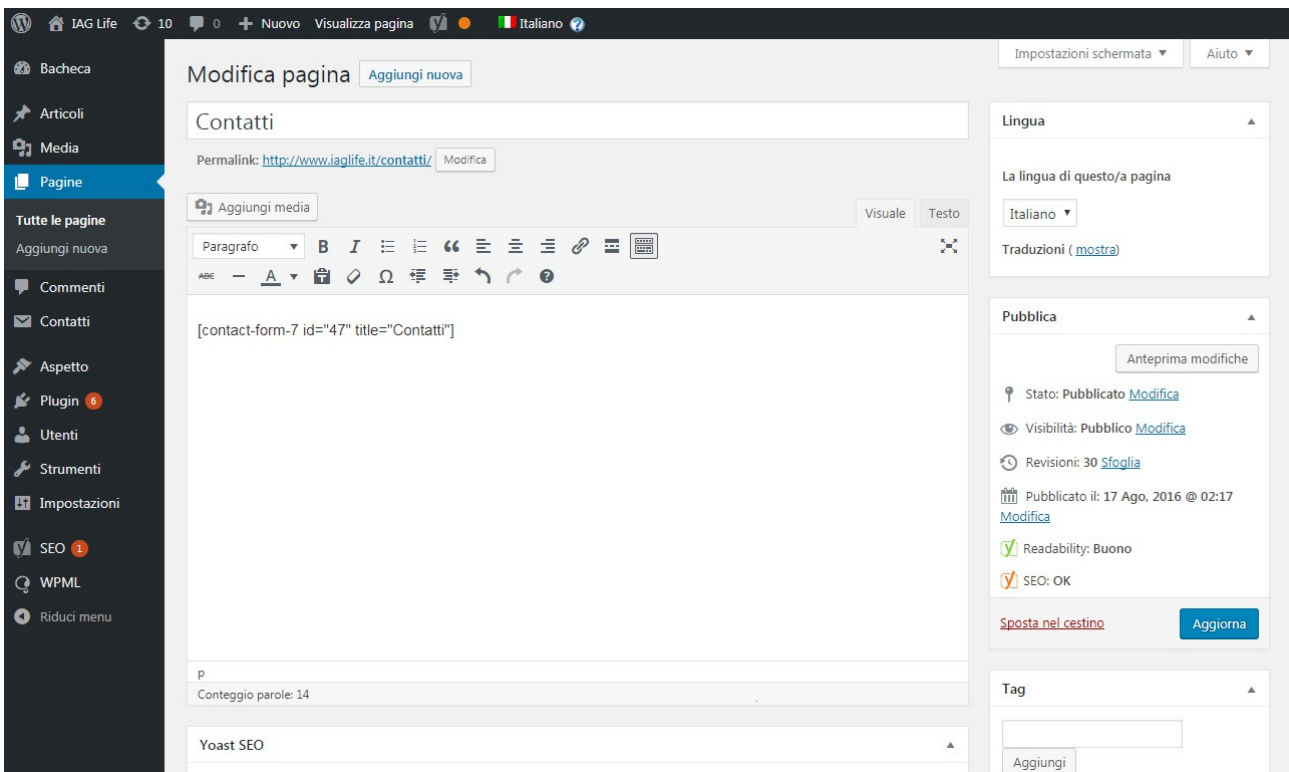 IAG Life 10 0 Nuovo Visualizza pagina Italiano
Impostazioni schermata Aiuto
Bacheca
Articoli
Media
Pagine
Tutte le pagine
Aggiungi nuova
Commenti
Contatti
Aspetto
Plugin 6
Utenti
Strumenti
Impostazioni
SEO 1
WPML
Riduci menu
Modifica pagina Aggiungi nuova
Contatti
Permalink: http://www.iaglife.it/contatti/ Modifica
Aggiungi media
Visuale Testo
Paragrafo B I
ABC A Ω
[contact-form-7 id="47" title="Contatti"]
p
Conteggio parole: 14
Yoast SEO
Lingua
La lingua di questo/a pagina
Italiano
Traduzioni ( mostra)
Pubblica
Anteprima modifiche
Stato: Pubblicato Modifica
Visibilità: Pubblico Modifica
Revisioni: 30 Sfoglia
Pubblicato il: 17 Ago, 2016 @ 02:17
Modifica
Readability: Buono
SEO: OK
Sposta nel cestino Aggiorna
Tag
Aggiungi